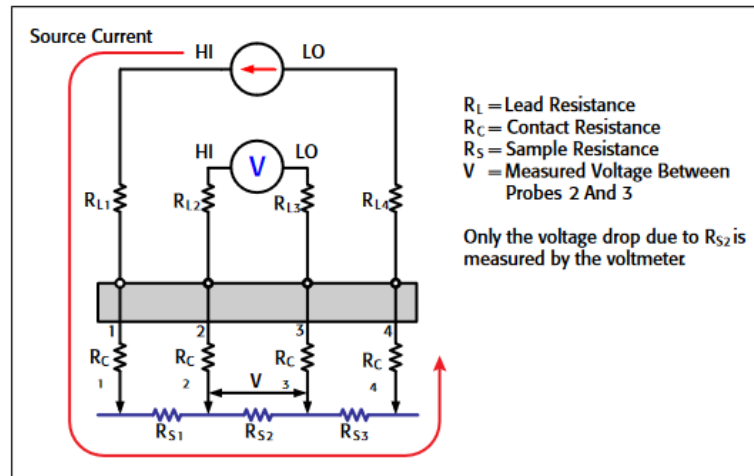 Source Current
HI LO
HI V LO
RL1 RL2 RL3 RL4
1 2 3 4
RC 1 RC 2 RC 3 RC 4
V
RS1 RS2 RS3
RL = Lead Resistance
RC = Contact Resistance
RS = Sample Resistance
V = Measured Voltage Between
Probes 2 And 3
Only the voltage drop due to RS2 is
measured by the voltmeter.